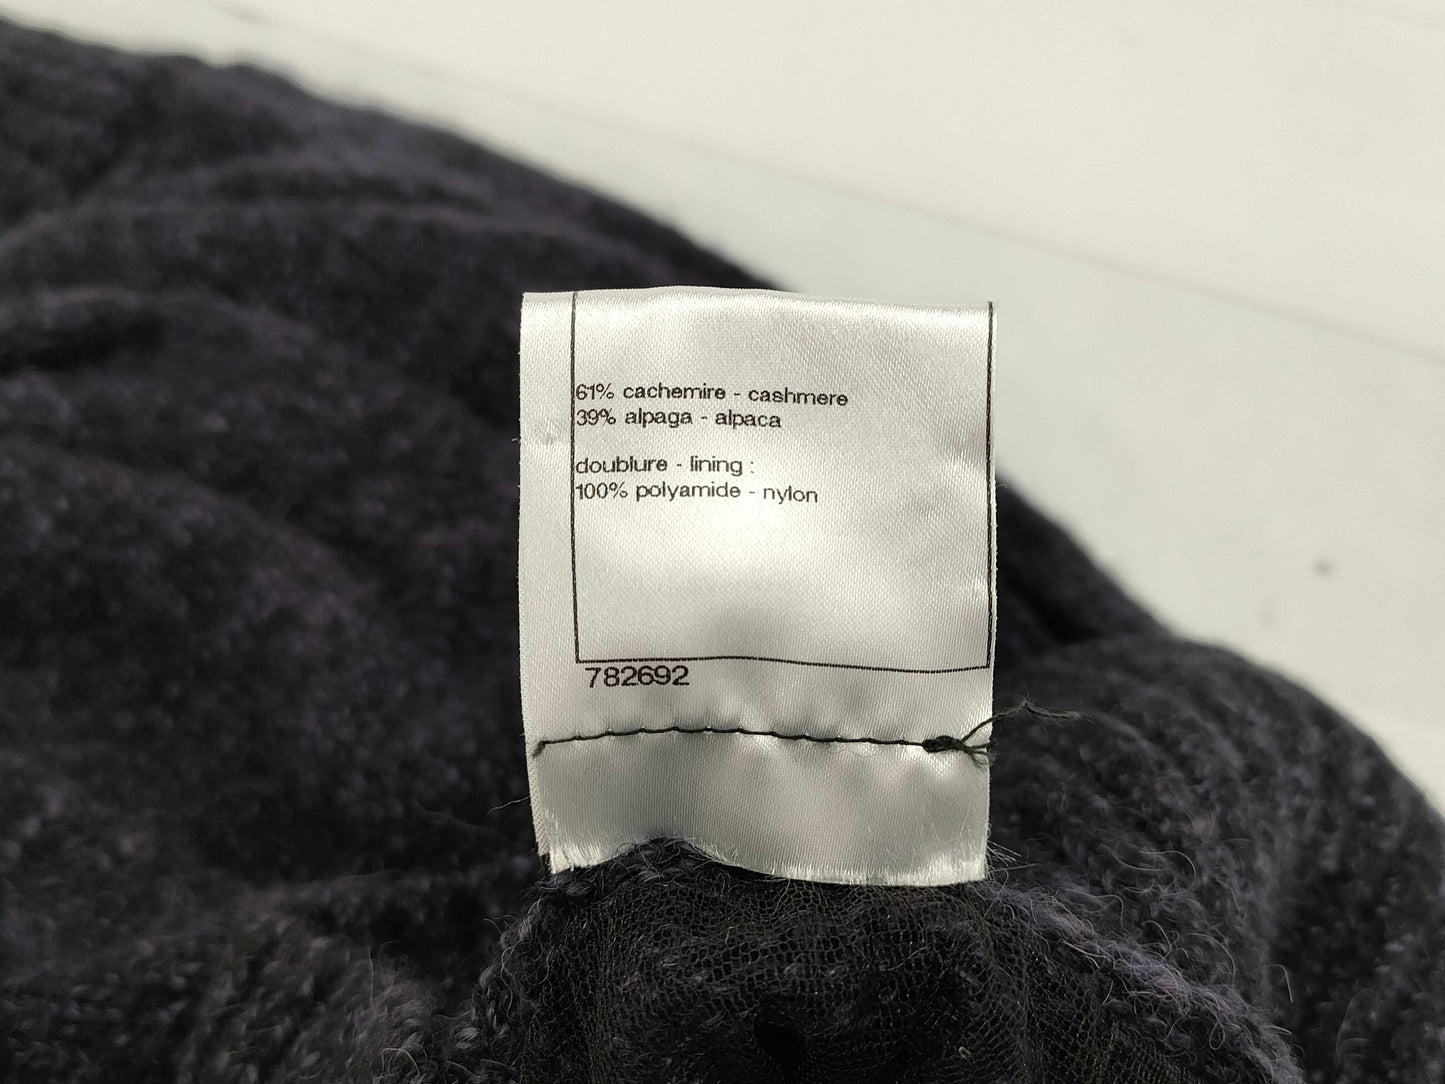 61% cachemire - cashmere
39% alpaga - alpaca
doublure - lining :
100% polyamide - nylon
782692